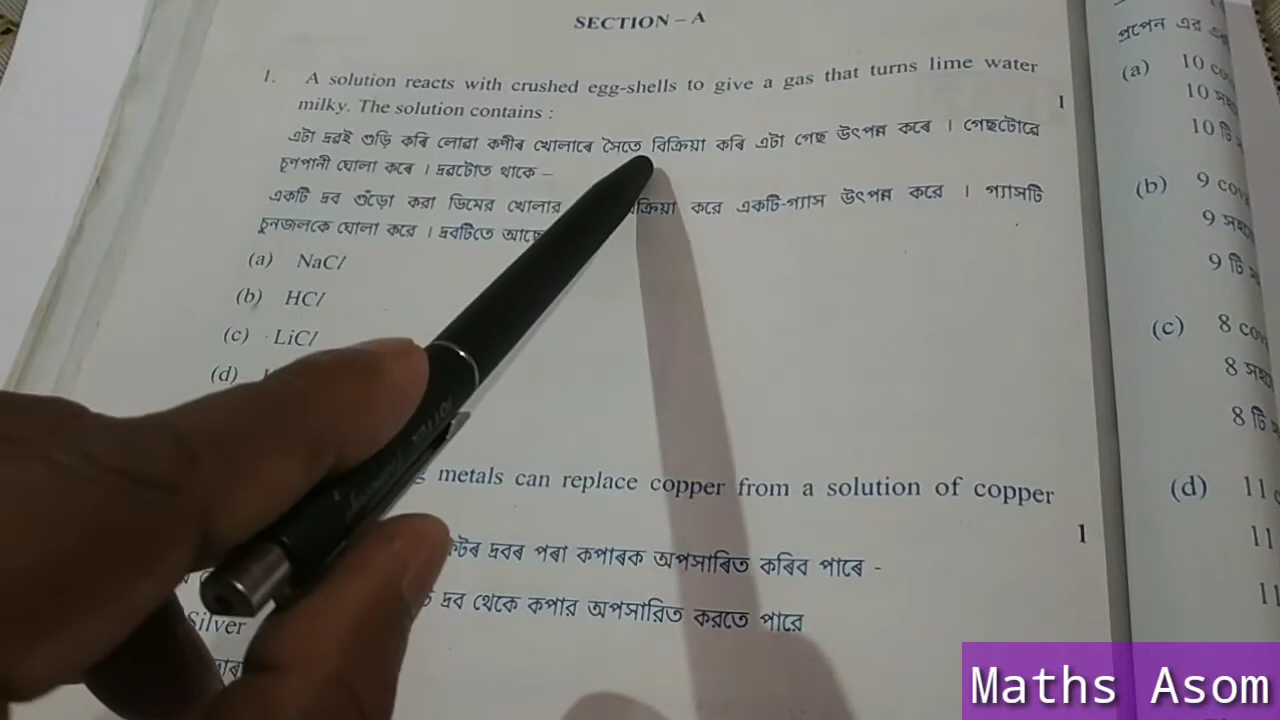 SECTION – A
1. A solution reacts with crushed egg-shells to give a gas that turns lime water
milky. The solution contains : 1
এটা দ্ৰৱই গুড়ি কৰি লোৱা কণীৰ খোলাৰে সৈতে বিক্ৰিয়া কৰি এটা গেছ উৎপন্ন কৰে । গেছটোৱে
চূণপানী ঘোলা কৰে । দ্ৰৱটোত থাকে –
একটি দ্রব গুঁড়ো করা ডিমের খোলার করে একটি-গ্যাস উৎপন্ন করে । গ্যাসটি
চুনজলকে ঘোলা করে । দ্রবটিতে আছে
(a) NaCl
(b) HCl
(c) LiCl
(d)
metals can replace copper from a solution of copper
1
দ্ৰৱৰ পৰা কপাৰক অপসাৰিত কৰিব পাৰে -
দ্রব থেকে কপার অপসারিত করতে পারে
Silver
প্ৰপেন এৰ
(a) 10
10
10 টি
(b) 9
9
9 টি
(c) 8
8
8 টি
(d) 11
11
11
Maths Asom